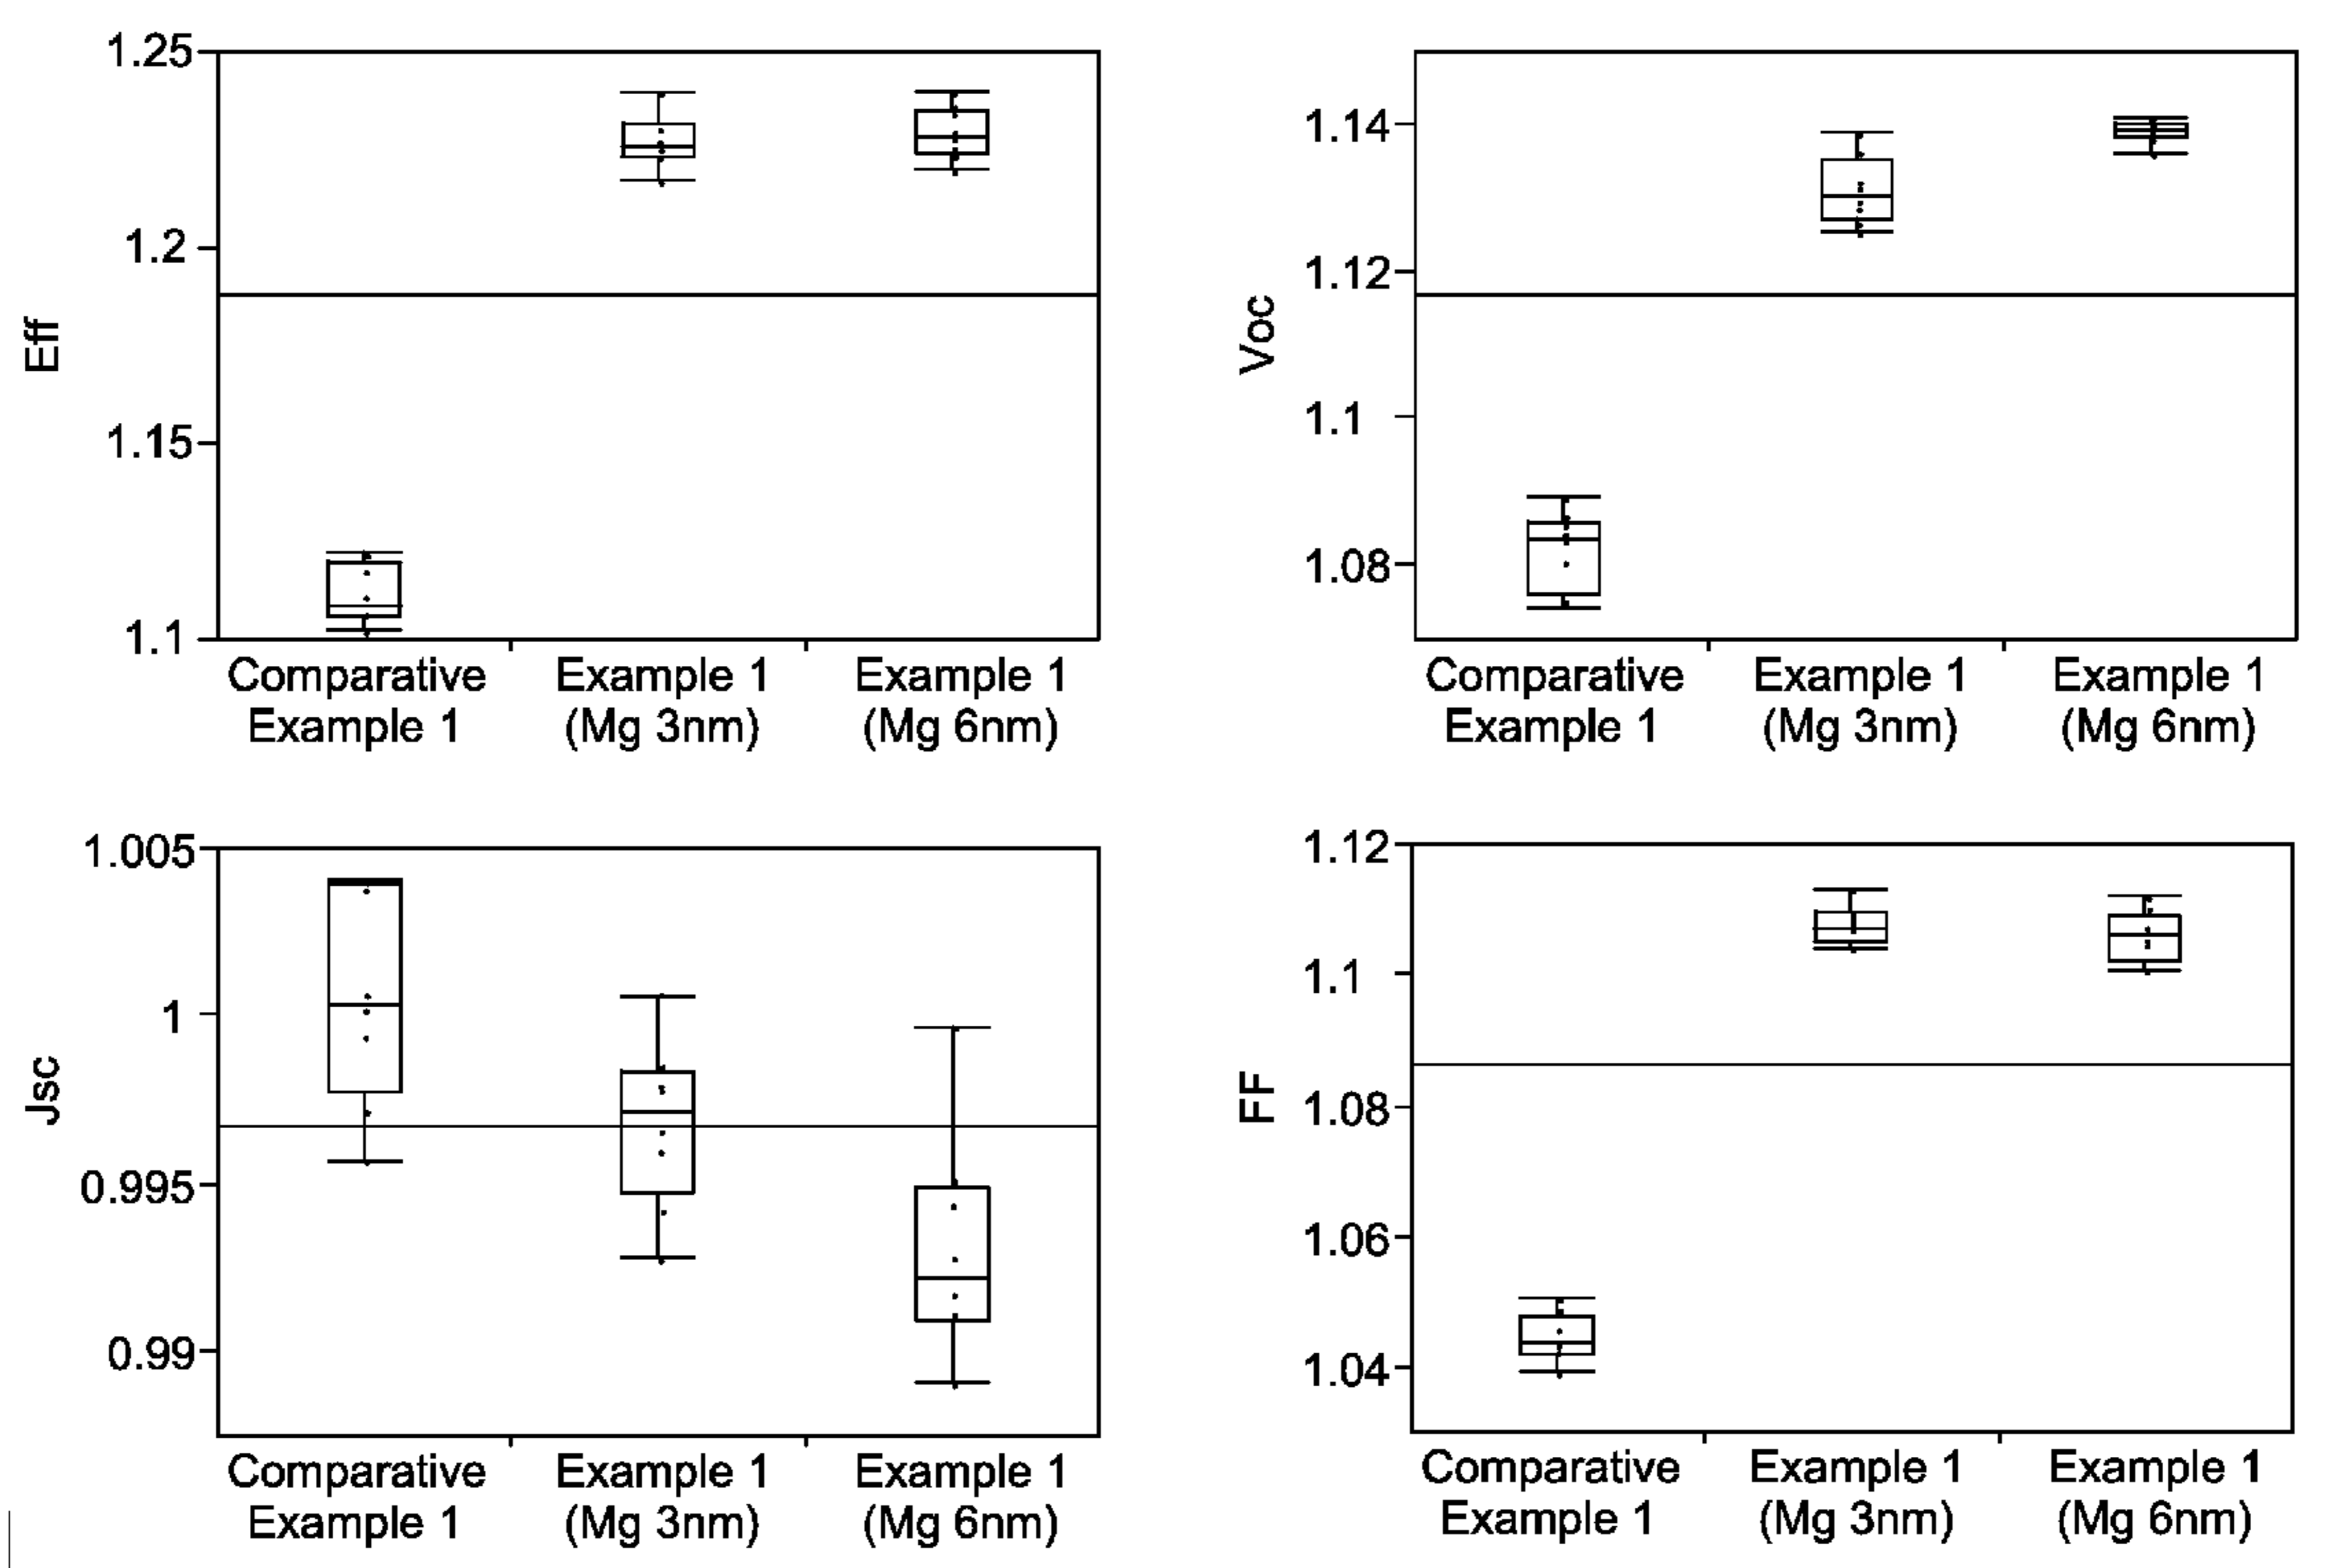 1.25
1.2
1.15
1.1
Eff
Comparative Example 1
Example 1 (Mg 3nm)
Example 1 (Mg 6nm)
1.14
1.12
1.1
1.08
Voc
Comparative Example 1
Example 1 (Mg 3nm)
Example 1 (Mg 6nm)
1.005
1
0.995
0.99
Jsc
Comparative Example 1
Example 1 (Mg 3nm)
Example 1 (Mg 6nm)
1.12
1.1
1.08
1.06
1.04
FF
Comparative Example 1
Example 1 (Mg 3nm)
Example 1 (Mg 6nm)